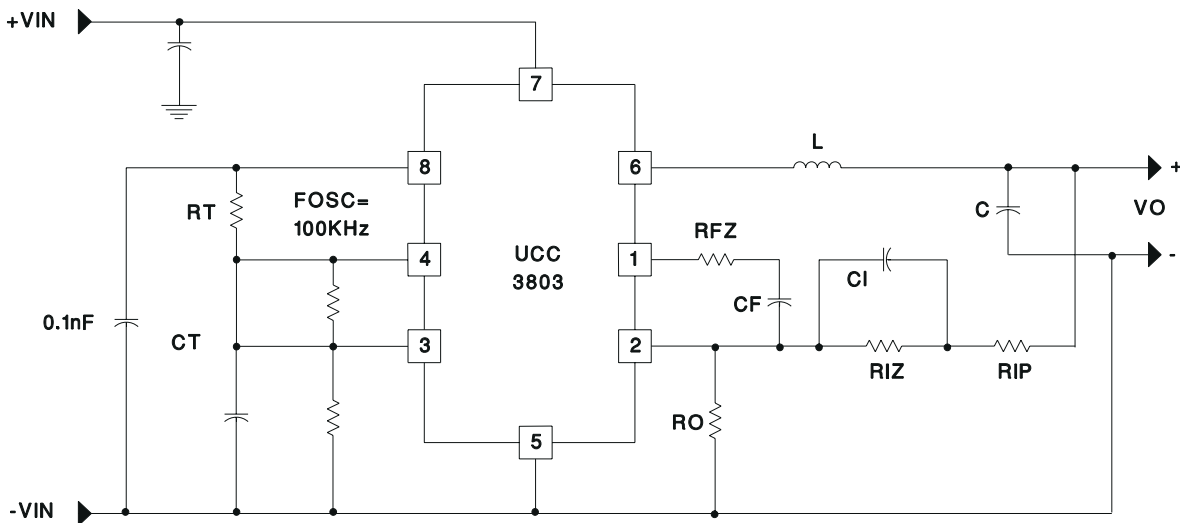 +VIN
7
L
8
6
+
RT
FOSC=
100KHz
C
VO
RFZ
4
UCC
3803
1
-
CI
CF
0.1nF
CT
3
2
RIZ
RIP
RO
5
-VIN